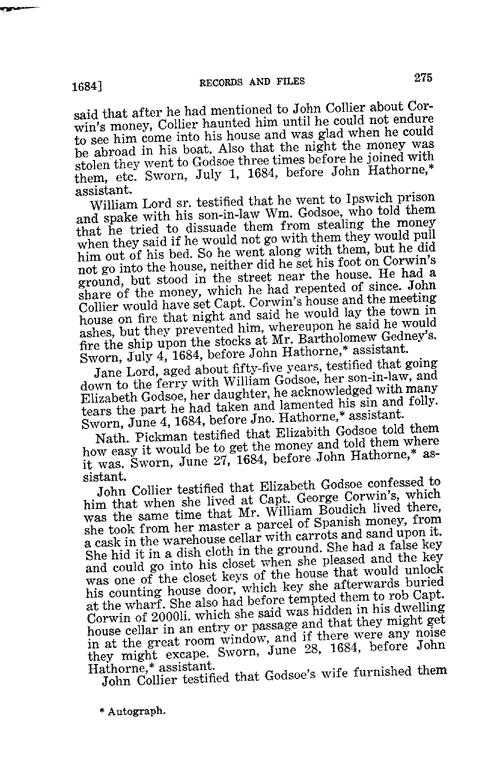 1684] RECORDS AND FILES 275
said that after he had mentioned to John Collier about Cor-
win's money, Collier haunted him until he could not endure
to see him come into his house and was glad when he could
be abroad in his boat. Also that the night the money was
stolen they went to Godsoe three times before he joined with
them, etc. Sworn, July 1, 1684, before John Hathorne,*
assistant.
William Lord sr. testified that he went to Ipswich prison
and spake with his son-in-law Wm. Godsoe, who told them
that he tried to dissuade them from stealing the money
when they said if he would not go with them they would pull
him out of his bed. So he went along with them, but he did
not go into the house, neither did he set his foot on Corwin's
ground, but stood in the street near the house. He had a
share of the money, which he had repented of since. John
Collier would have set Capt. Corwin's house and the meeting
house on fire that night and said he would lay the town in
ashes, but they prevented him, whereupon he said he would
fire the ship upon the stocks at Mr. Bartholomew Gedney's.
Sworn, July 4, 1684, before John Hathorne,* assistant.
Jane Lord, aged about fifty-five years, testified that going
down to the ferry with William Godsoe, her son-in-law, and
Elizabeth Godsoe, her daughter, he acknowledged with many
tears the part he had taken and lamented his sin and folly.
Sworn, June 4, 1684, before Jno. Hathorne,* assistant.
Nath. Pickman testified that Elizabith Godsoe told them
how easy it would be to get the money and told them where
it was. Sworn, June 27, 1684, before John Hathorne,* as-
sistant.
John Collier testified that Elizabeth Godsoe confessed to
him that when she lived at Capt. George Corwin's, which
was the same time that Mr. William Boudich lived there,
she took from her master a parcel of Spanish money, from
a cask in the warehouse cellar with carrots and sand upon it.
She hid it in a dish cloth in the ground. She had a false key
and could go into his closet when she pleased and the key
was one of the closet keys of the house that would unlock
his counting house door, which key she afterwards buried
at the wharf. She also had before tempted them to rob Capt.
Corwin of 2000li. which she said was hidden in his dwelling
house cellar in an entry or passage and that they might get
in at the great room window, and if there were any noise
they might excape. Sworn, June 28, 1684, before John
Hathorne,* assistant.
John Collier testified that Godsoe's wife furnished them
* Autograph.